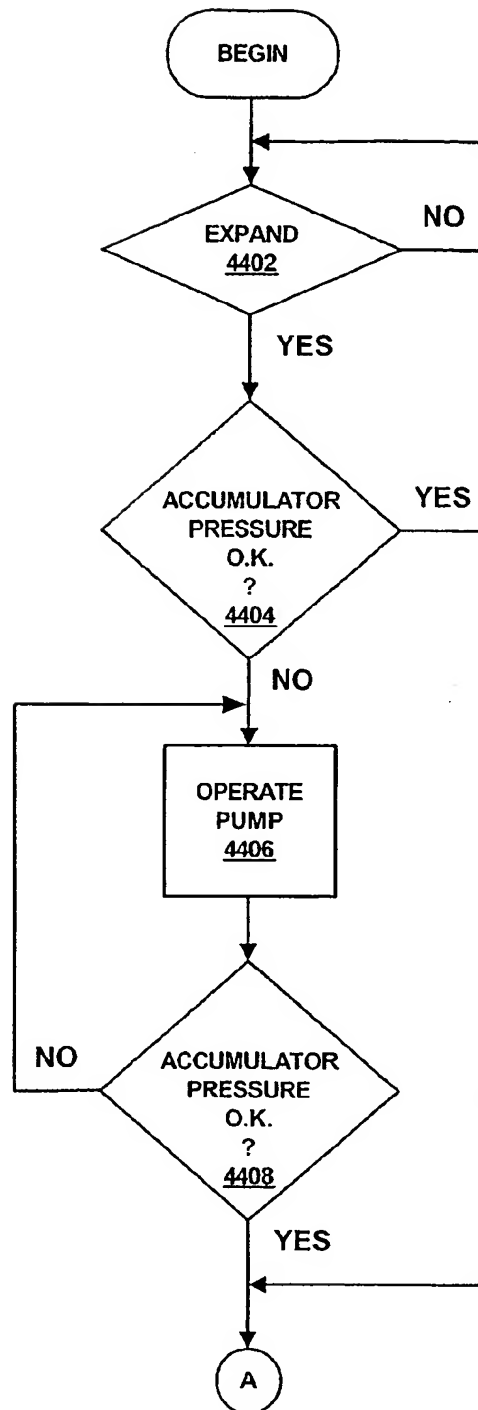 BEGIN
EXPAND
4402
NO
YES
ACCUMULATOR
PRESSURE
O.K.
?
4404
YES
NO
OPERATE
PUMP
4406
ACCUMULATOR
PRESSURE
O.K.
?
4408
NO
YES
A